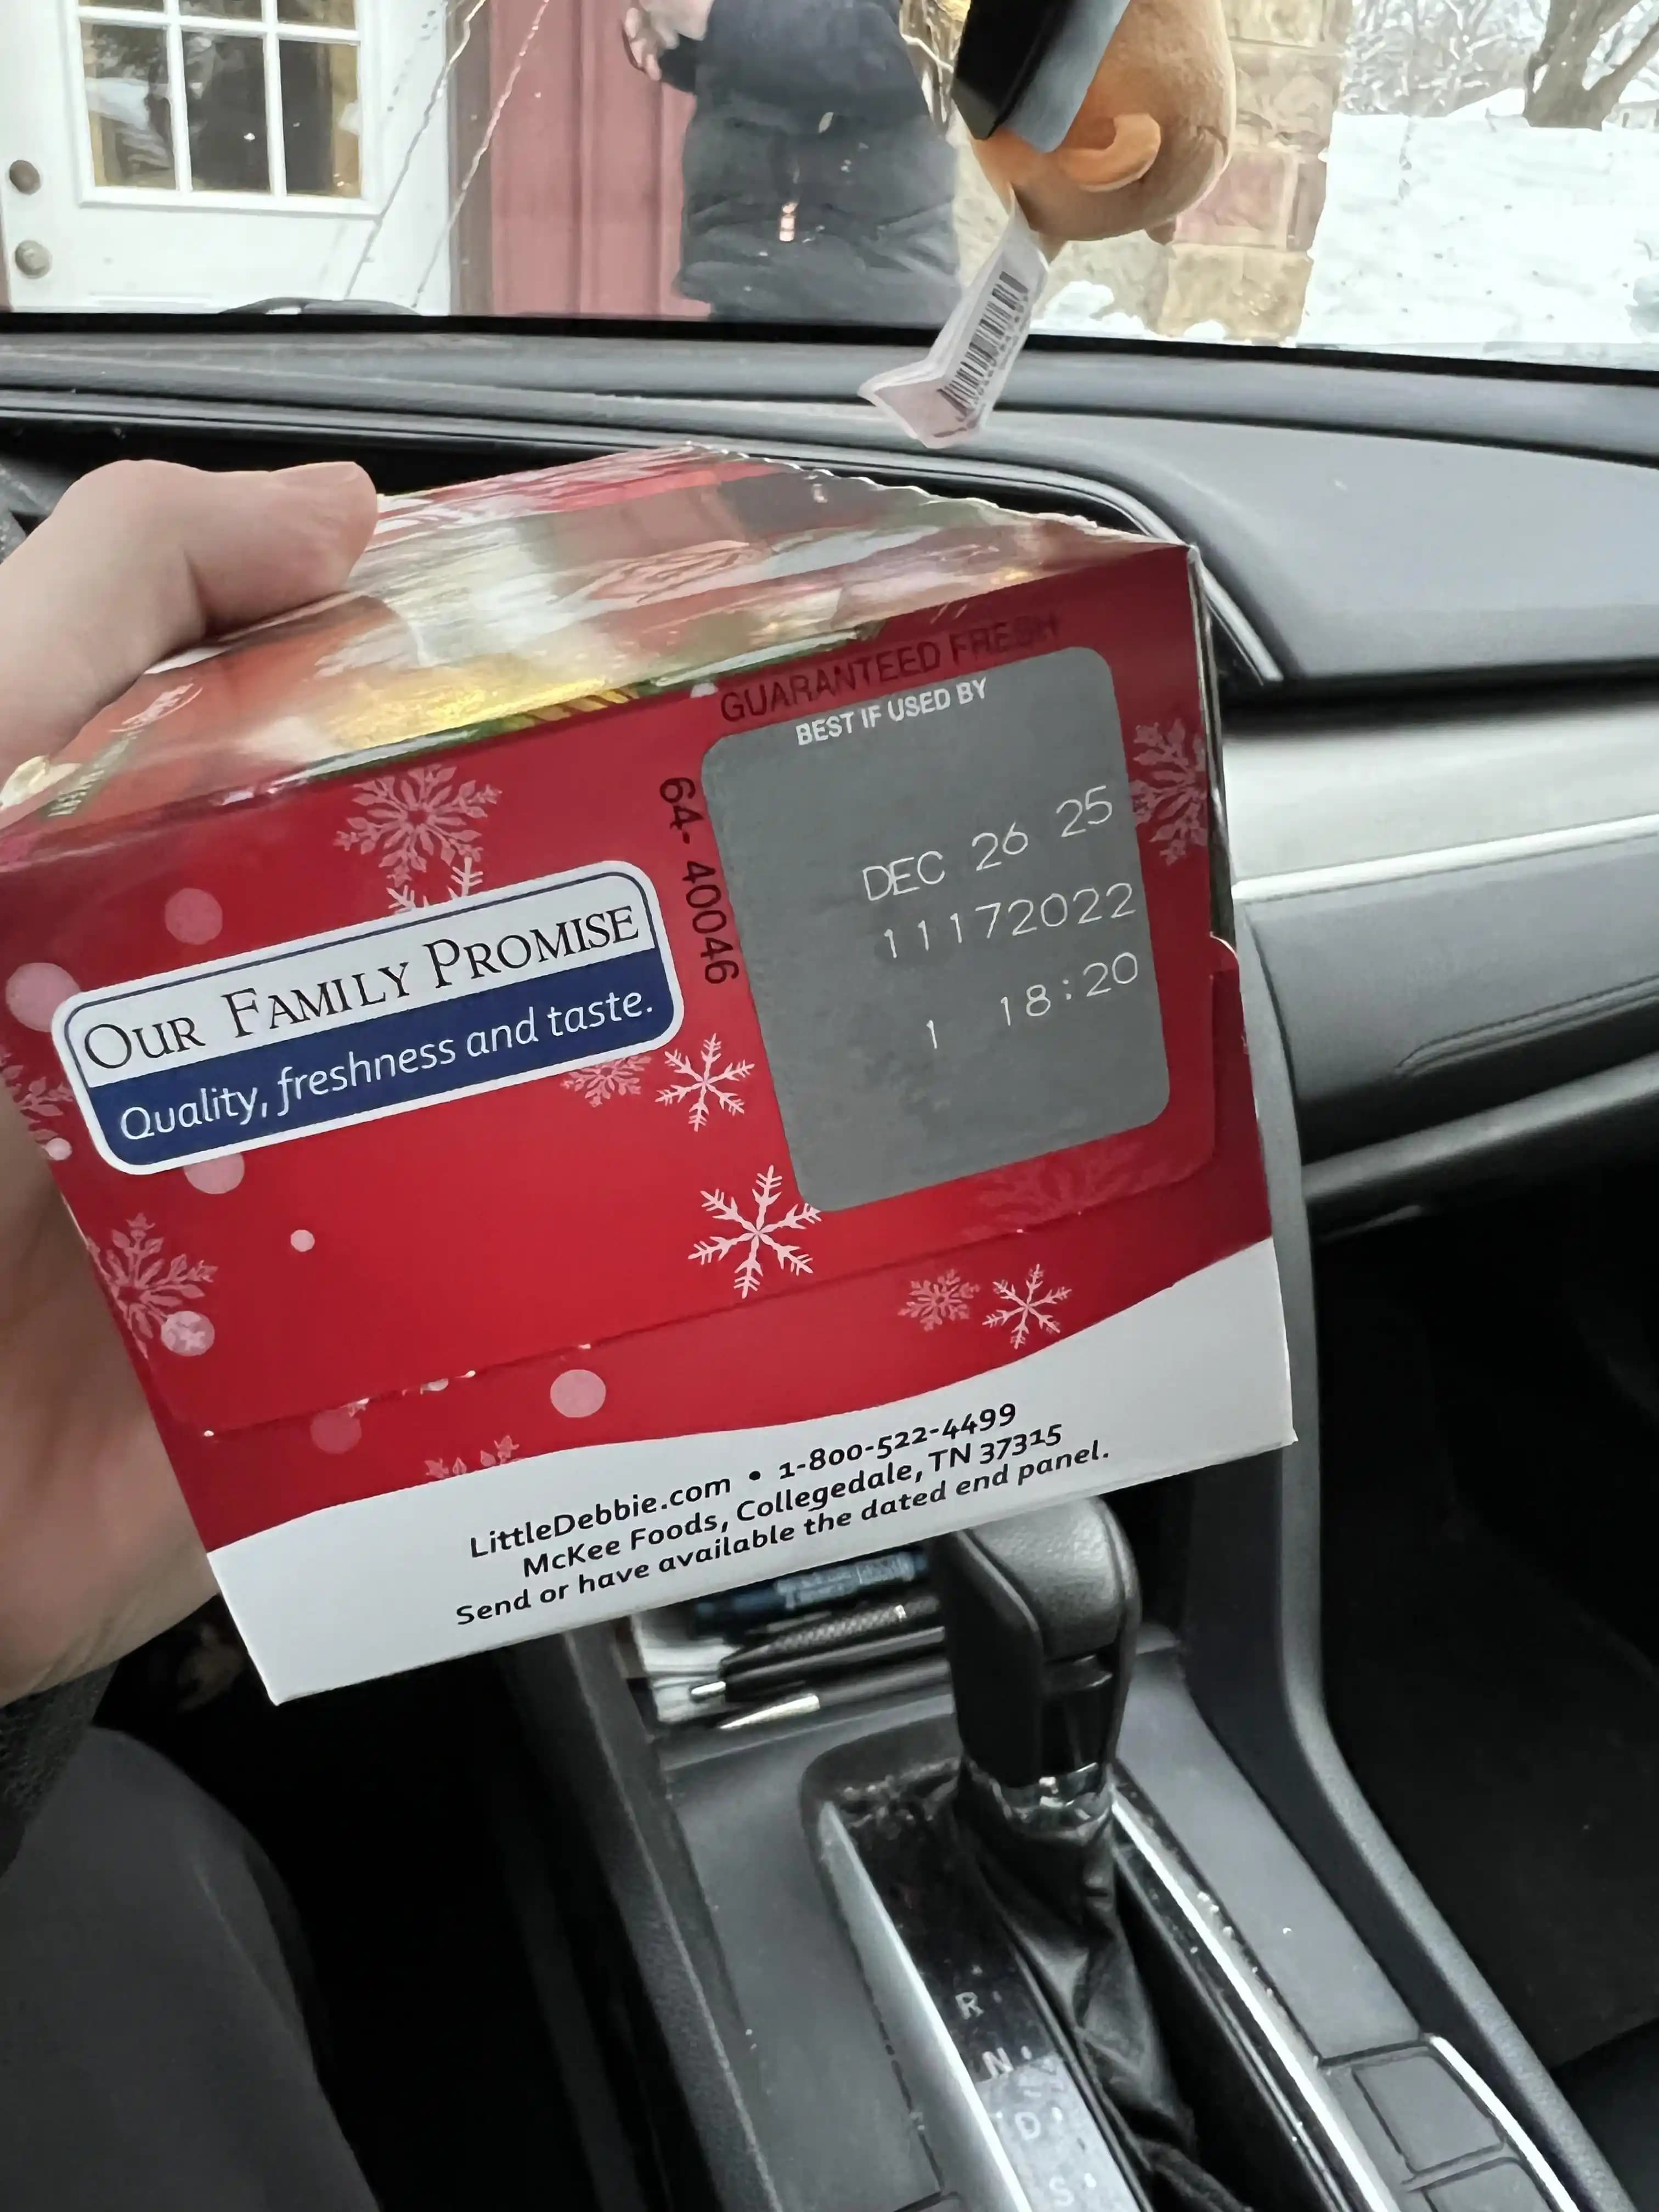 GUARANTEED FRESH
BEST IF USED BY
DEC 26 25
11172022
1 18:20
64- 40046
OUR FAMILY PROMISE
Quality, freshness and taste.
LittleDebbie.com • 1-800-522-4499
McKee Foods, Collegedale, TN 37315
Send or have available the dated end panel.
R
N
D
S